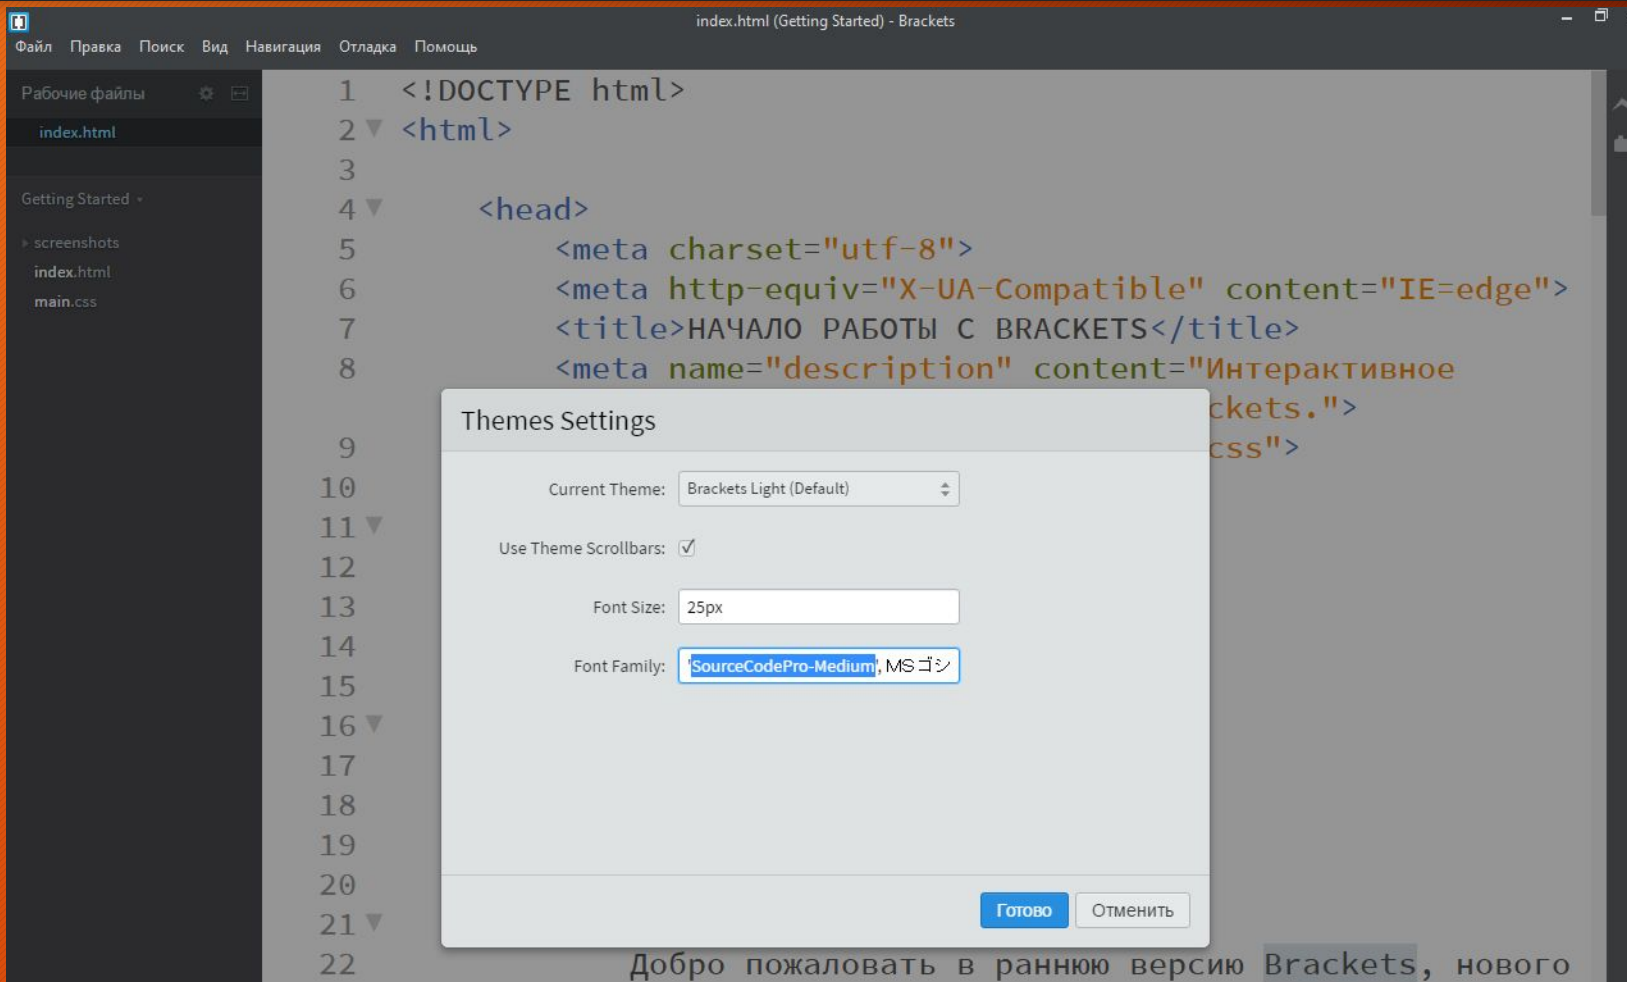 index.html (Getting Started) - Brackets
Файл Правка Поиск Вид Навигация Отладка Помощь
Рабочие файлы
index.html
Getting Started
screenshots
index.html
main.css
1 <!DOCTYPE html>
2 <html>
3
4 <head>
5 <meta charset="utf-8">
6 <meta http-equiv="X-UA-Compatible" content="IE=edge">
7 <title>НАЧАЛО РАБОТЫ С BRACKETS</title>
8 <meta name="description" content="Интерактивное
ckets.">
9 css">
10
11
12
13
14
15
16
17
18
19
20
21
22 Добро пожаловать в раннюю версию Brackets, нового
Themes Settings
Current Theme: Brackets Light (Default)
Use Theme Scrollbars:
Font Size: 25px
Font Family: 'SourceCodePro-Medium', MS ゴシ
Готово Отменить